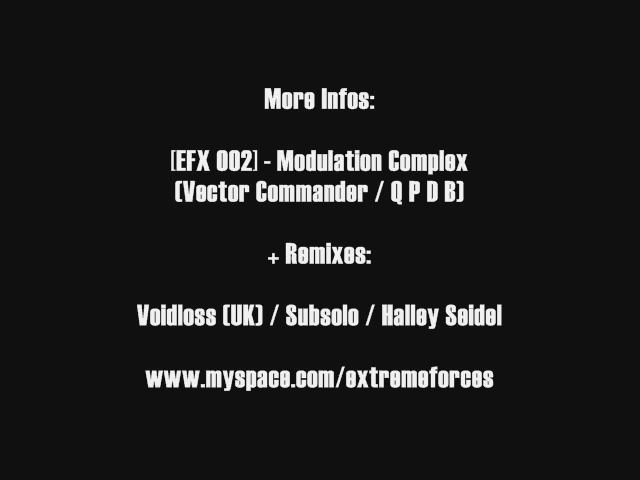 More Infos:
[EFX 002] - Modulation Complex
(Vector Commander / Q P D B)
+ Remixes:
Voidloss (UK) / Subsolo / Halley Seidel
www.myspace.com/extremeforces